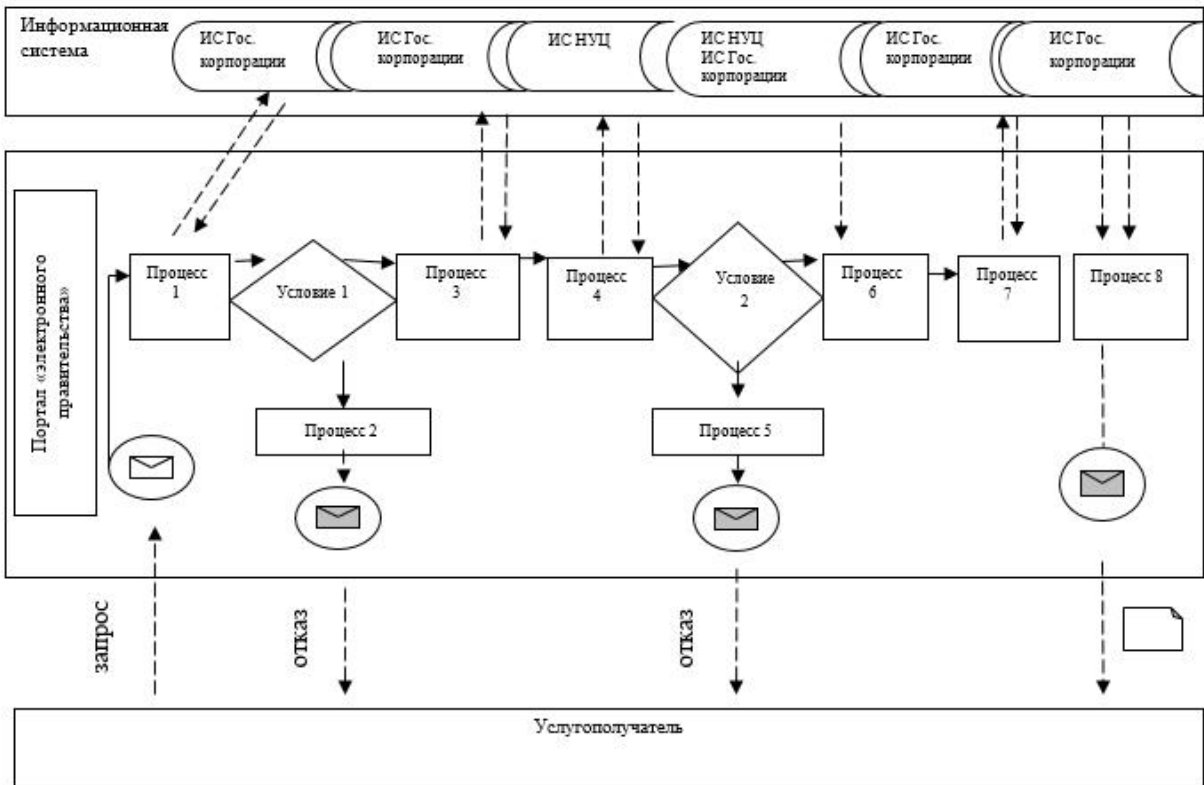 Информационная
система
ИС Гос.
корпорации
ИС Гос.
корпорации
ИС НУЦ
ИС НУЦ
ИС Гос.
корпорации
ИС Гос.
корпорации
ИС Гос.
корпорации
Портал «электронного
правительства»
Процесс
1
Условие 1
Процесс
3
Процесс
4
Условие
2
Процесс
6
Процесс
7
Процесс 8
Процесс 2
Процесс 5
запрос
отказ
отказ
Услугополучатель